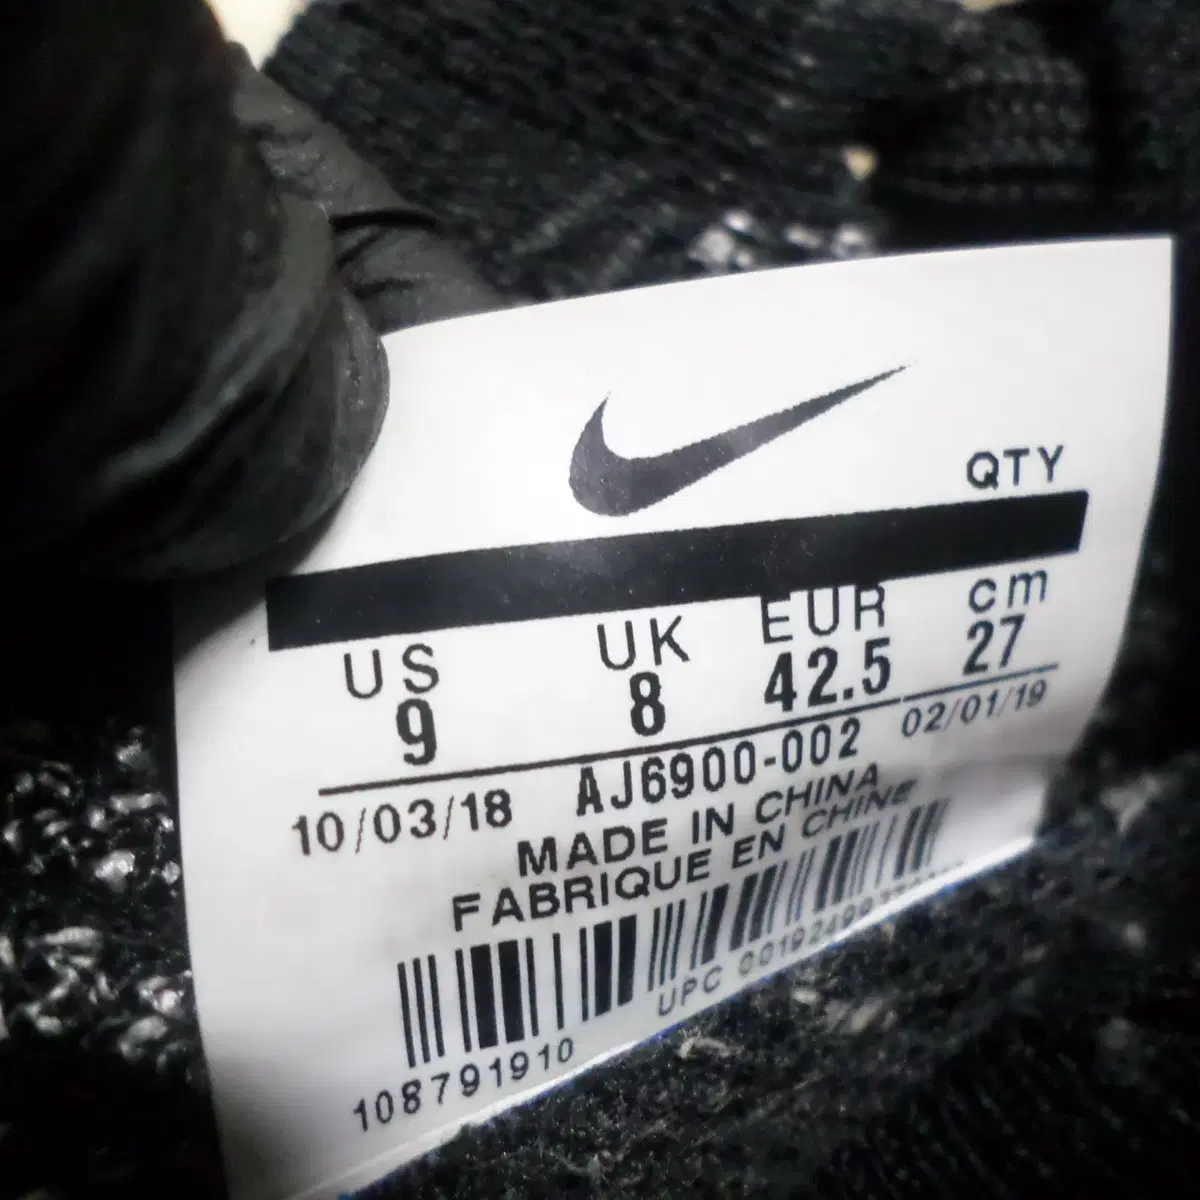 QTY
US UK EUR cm
9 8 42.5 27
10/03/18 AJ6900-002 02/01/19
MADE IN CHINA
FABRIQUE EN CHINE
108791910 UPC